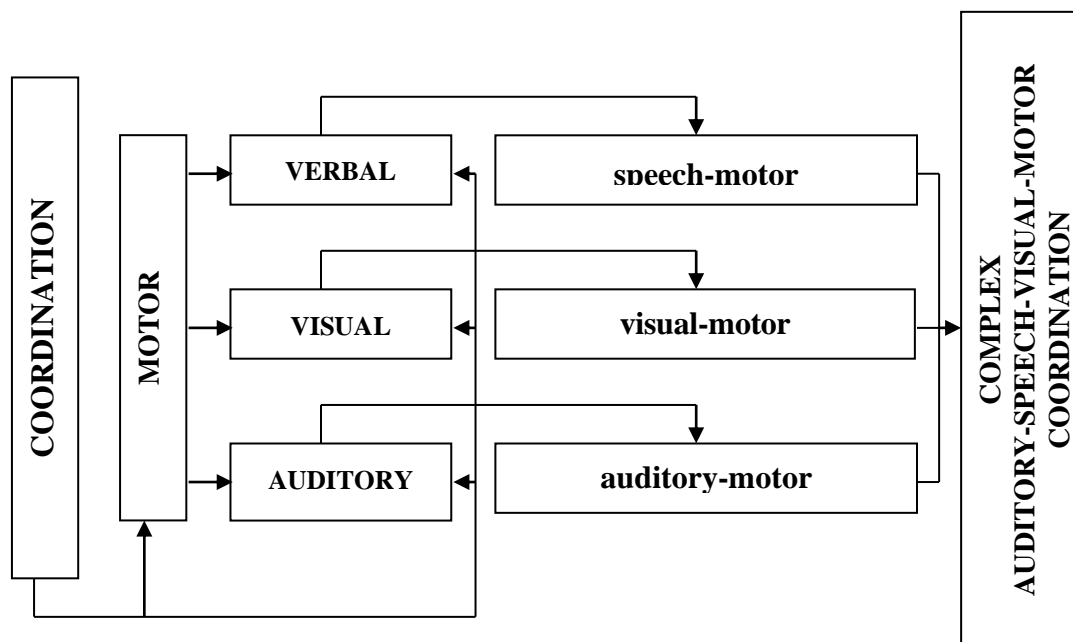 COORDINATION
MOTOR
VERBAL
VISUAL
AUDITORY
speech-motor
visual-motor
auditory-motor
COMPLEX
AUDITORY-SPEECH-VISUAL-MOTOR
COORDINATION